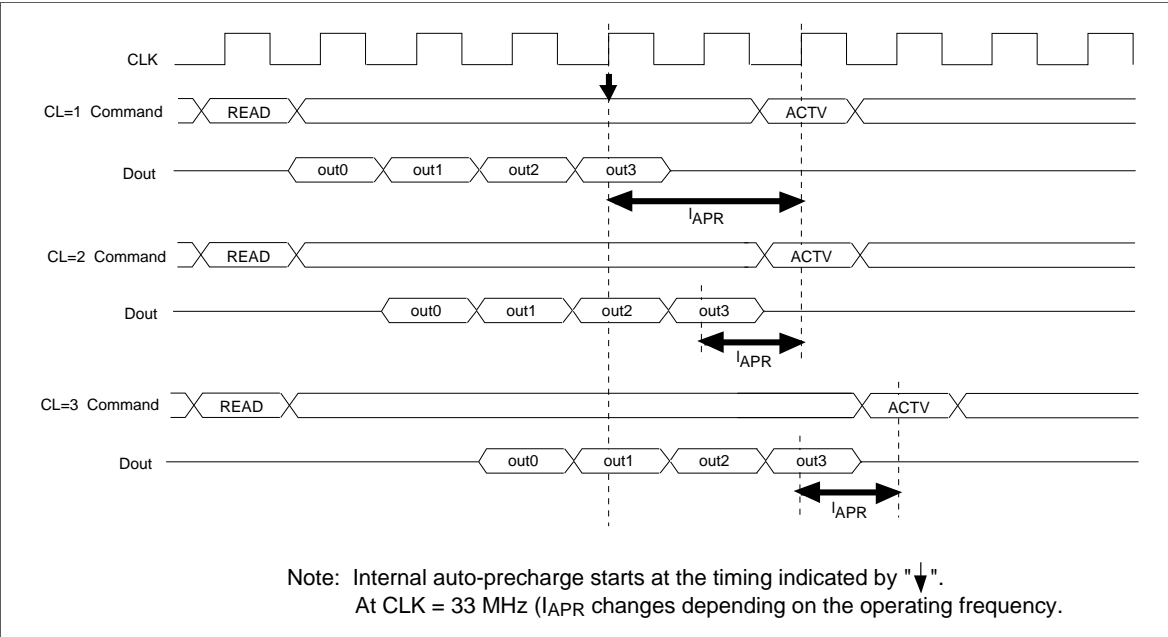 CLK
CL=1 Command READ ACTV
Dout out0 out1 out2 out3
IAPR
CL=2 Command READ ACTV
Dout out0 out1 out2 out3
IAPR
CL=3 Command READ ACTV
Dout out0 out1 out2 out3
IAPR
Note: Internal auto-precharge starts at the timing indicated by "↓".
At CLK = 33 MHz (IAPR changes depending on the operating frequency.